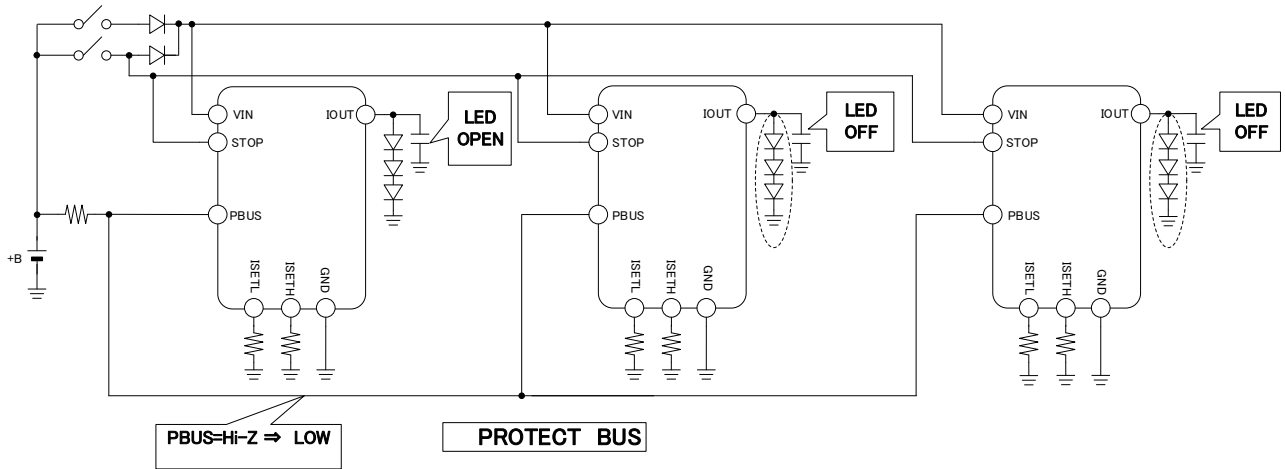 VIN
STOP
PBUS
IOUT
ISETL
ISETH
GND
LED
OPEN
VIN
STOP
PBUS
IOUT
ISETL
ISETH
GND
LED
OFF
VIN
STOP
PBUS
IOUT
ISETL
ISETH
GND
LED
OFF
+B
PBUS=Hi-Z ⇒ LOW
PROTECT BUS